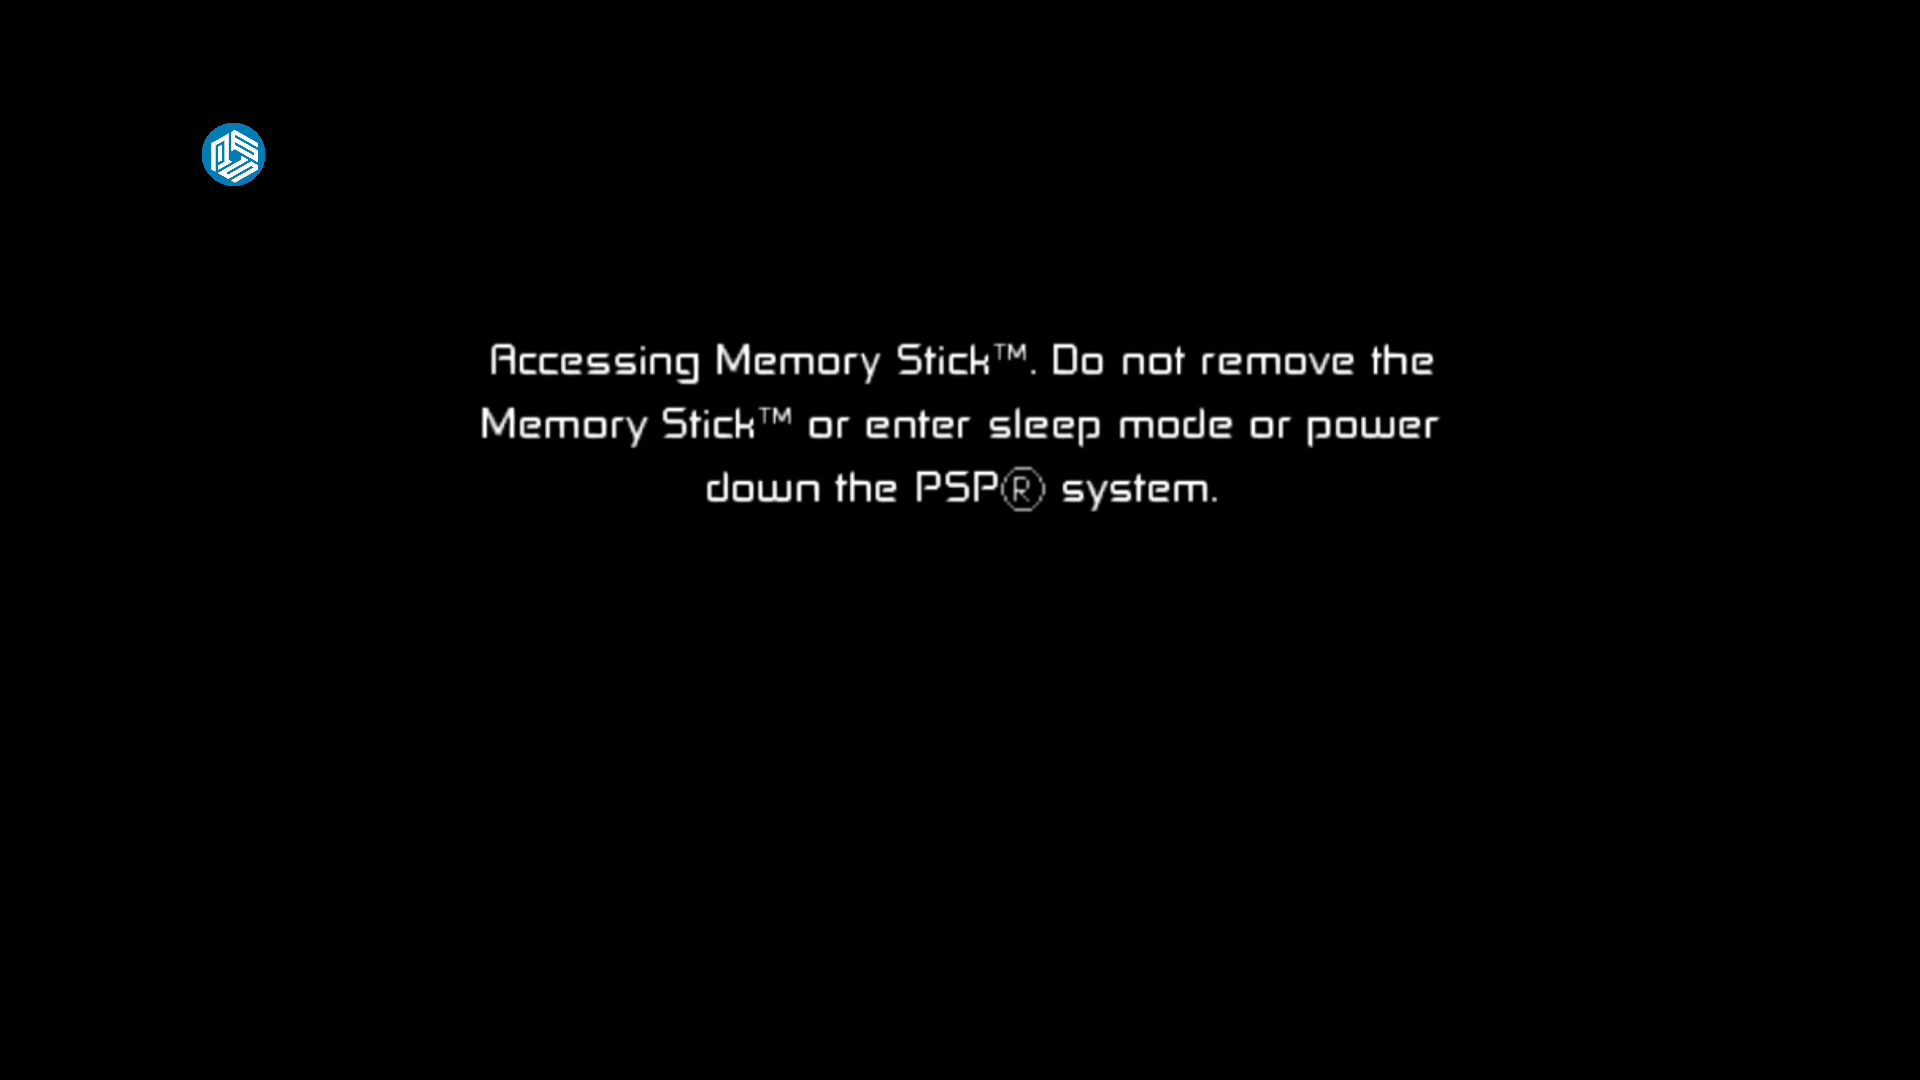 Accessing Memory Stick™. Do not remove the
Memory Stick™ or enter sleep mode or power
down the PSP® system.